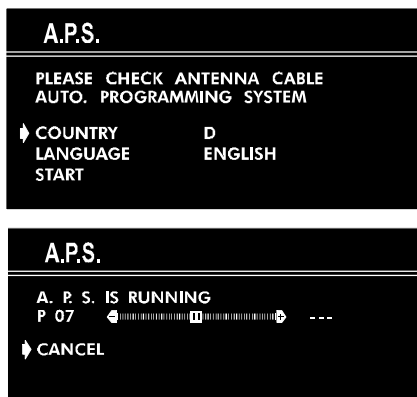 A.P.S.
PLEASE CHECK ANTENNA CABLE
AUTO. PROGRAMMING SYSTEM
COUNTRY D
LANGUAGE ENGLISH
START
A.P.S.
A. P. S. IS RUNNING
P 07 - + ---
CANCEL